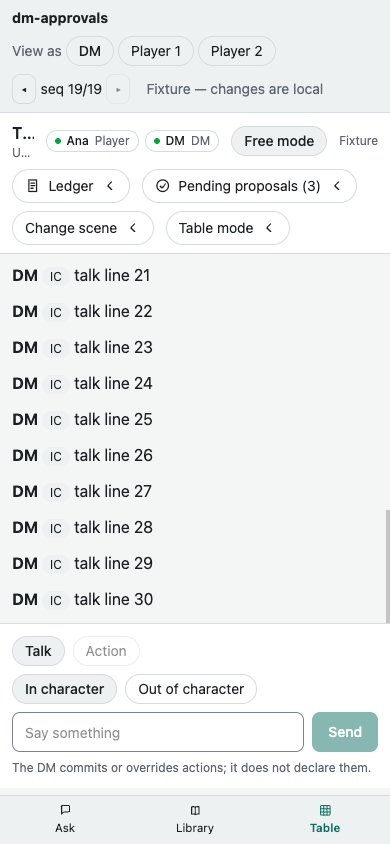 dm-approvals
View as DM Player 1 Player 2
seq 19/19 Fixture — changes are local
T... Ana Player DM DM Free mode Fixture
U...
Ledger Pending proposals (3)
Change scene Table mode
DM IC talk line 21
DM IC talk line 22
DM IC talk line 23
DM IC talk line 24
DM IC talk line 25
DM IC talk line 26
DM IC talk line 27
DM IC talk line 28
DM IC talk line 29
DM IC talk line 30
Talk Action
In character Out of character
Say something Send
The DM commits or overrides actions; it does not declare them.
Ask Library Table